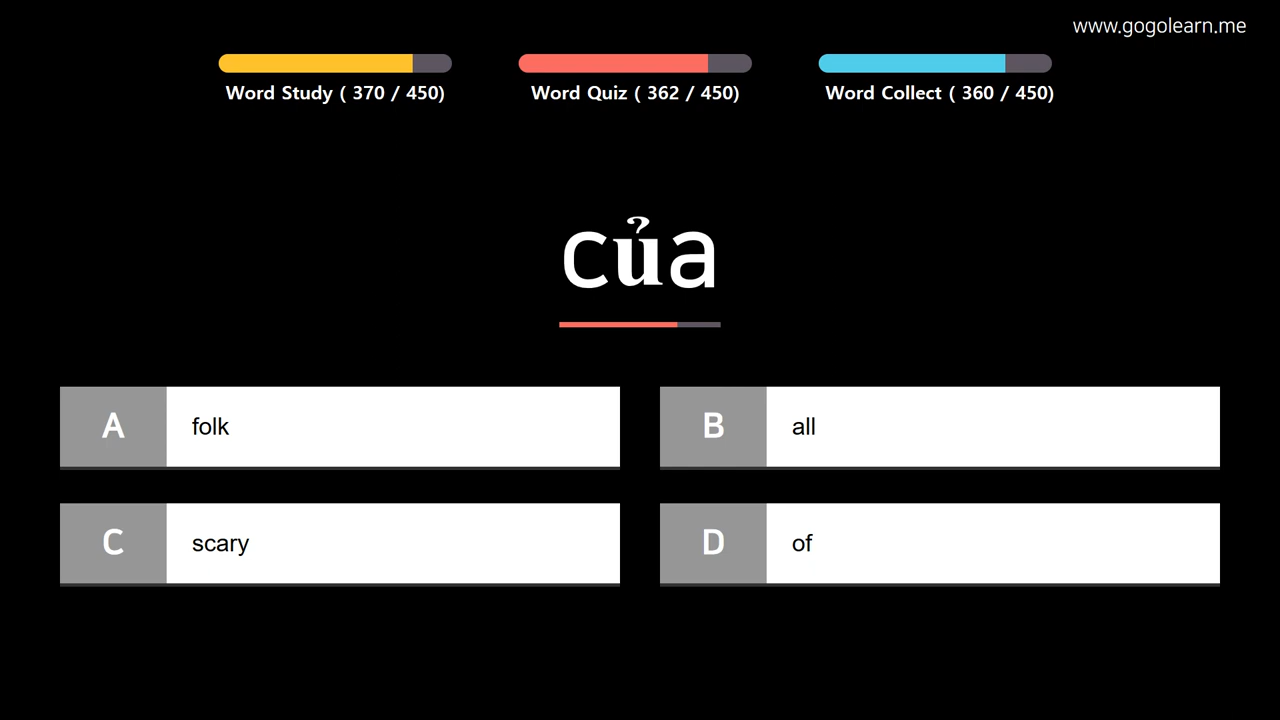 www.gogolearn.me
Word Study ( 370 / 450)
Word Quiz ( 362 / 450)
Word Collect ( 360 / 450)
của
A folk
B all
C scary
D of